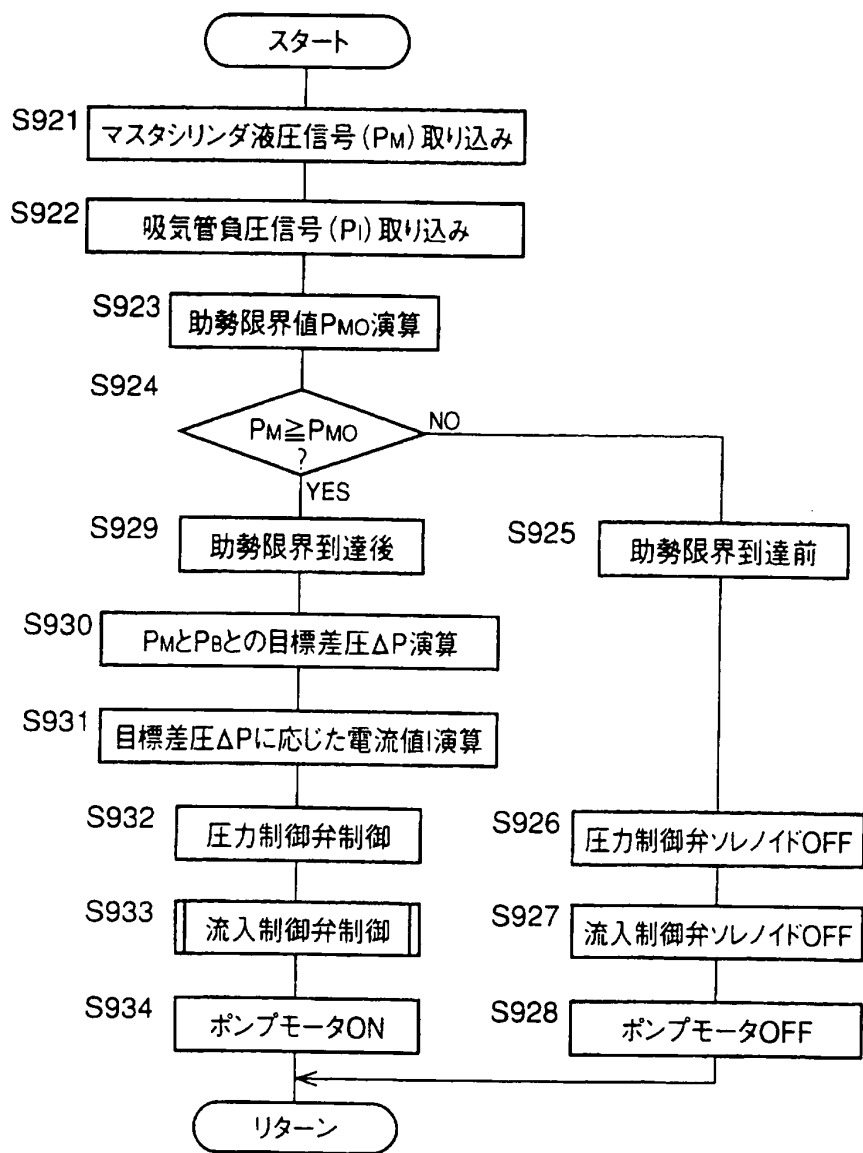 スタート
S921
マスタシリンダ液圧信号(PM)取り込み
S922
吸気管負圧信号(PI)取り込み
S923
助勢限界値PMO演算
S924
PM≧PMO
?
NO
YES
S929
助勢限界到達後
S925
助勢限界到達前
S930
PMとPBとの目標差圧ΔP演算
S931
目標差圧ΔPに応じた電流値I演算
S932
圧力制御弁制御
S926
圧力制御弁ソレノイドOFF
S933
流入制御弁制御
S927
流入制御弁ソレノイドOFF
S934
ポンプモータON
S928
ポンプモータOFF
リターン